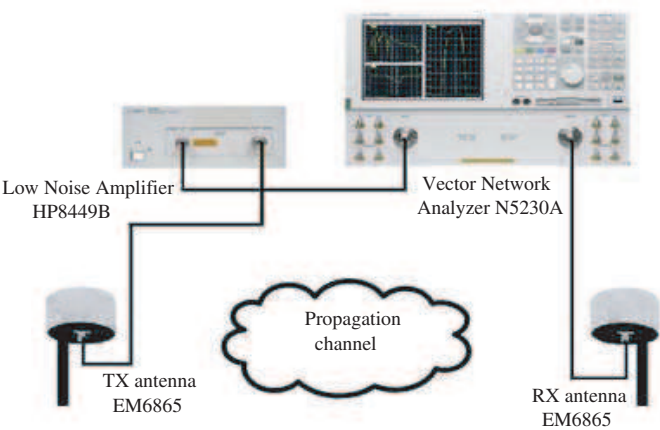 Low Noise Amplifier
HP8449B
Vector Network
Analyzer N5230A
Propagation
channel
TX antenna
EM6865
RX antenna
EM6865